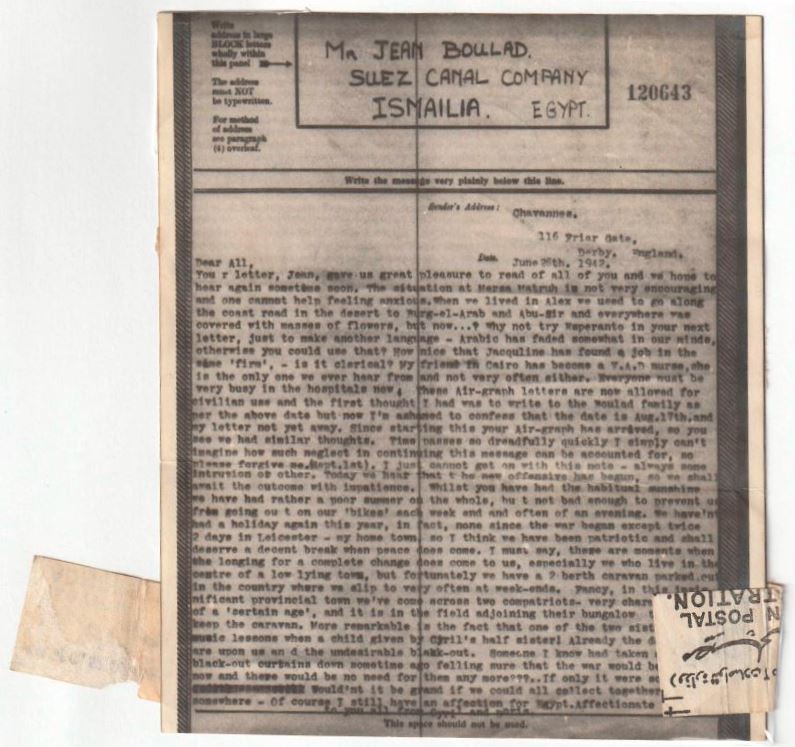 Write
address in large
BLOCK letters
wholly within
this panel
The address
must NOT
be typewritten.
For method
of address
see paragraph
(4) overleaf.
MR JEAN BOULAD.
SUEZ CANAL COMPANY
ISMAILIA. EGYPT.
120643
Write the message very plainly below this line.
Sender's Address: Chavannes.
116 Friar Gate,
Derby. England.
Date. June 28th. 1942.
Dear All,
You r letter, Jean, gave us great pleasure to read of all of you and we hope to
hear again sometime soon. The situation at Mersa Matruh is not very encouraging
and one cannot help feeling anxious.When we lived in Alex we used to go along
the coast road in the desert to Burg-el-Arab and Abu-Sir and everywhere was
covered with masses of flowers, but now...? Why not try Esperanto in your next
letter, just to make another language - Arabic has faded somewhat in our minds,
otherwise you could use that? How nice that Jacquline has found a job in the
same 'firm', - is it clerical? My friend in Cairo has become a V.A.D nurse,she
is the only one we ever hear from and not very often either. Everyone must be
very busy in the hospitals now. These Air-graph letters are now allowed for
civilian use and the first thought I had was to write to the Boulad family as
per the above date but now I'm ashamed to confess that the date is Aug.17th.and
my letter not yet away. Since starting this your Air-graph has arrived, so you
see we had similar thoughts. Time passes so dreadfully quickly I simply can't
imagine how such neglect in continuing this message can be accounted for, so
please forgive me.(Sept.1st). I just cannot get on with this note - always some
intrusion or other. Today we hear that t he new offensive has begun, so we shall
await the outcome with impatience. Whilst you have had the habitual sunshine
we have had rather a poor summer on the whole, bu t not bad enough to prevent us
from going ou t on our 'bikes' each week end and often of an evening. We haven't
had a holiday again this year, in fact, none since the war began except twice
2 days in Leicester - my home town, so I think we have been patriotic and shall
deserve a decent break when peace does come. I must say, there are moments when
the longing for a complete change does come to us, especially we who live in the
centre of a low lying town, but fortunately we have a 2 berth caravan parked out
in the country where we slip to very often at week-ends. Fancy, in this
provincial town we've come across two compatriots- very
of a 'certain age', and it is in the field adjoining their bungalow
keep the caravan. More remarkable is the fact that one of the two
music lessons when a child given by Cyril's half sister! Already the
are upon us an d the undesirable black-out. Someone I know had taken
black-out curtains down sometime ago felling sure that the war would be
now and there would be no need for them any more???..If only it were
Would'nt it be grand if we could all collect together
somewhere - Of course I still have an affection for Egypt.Affectionate
to you all from Cyril and
This space should not be used.
POSTAL